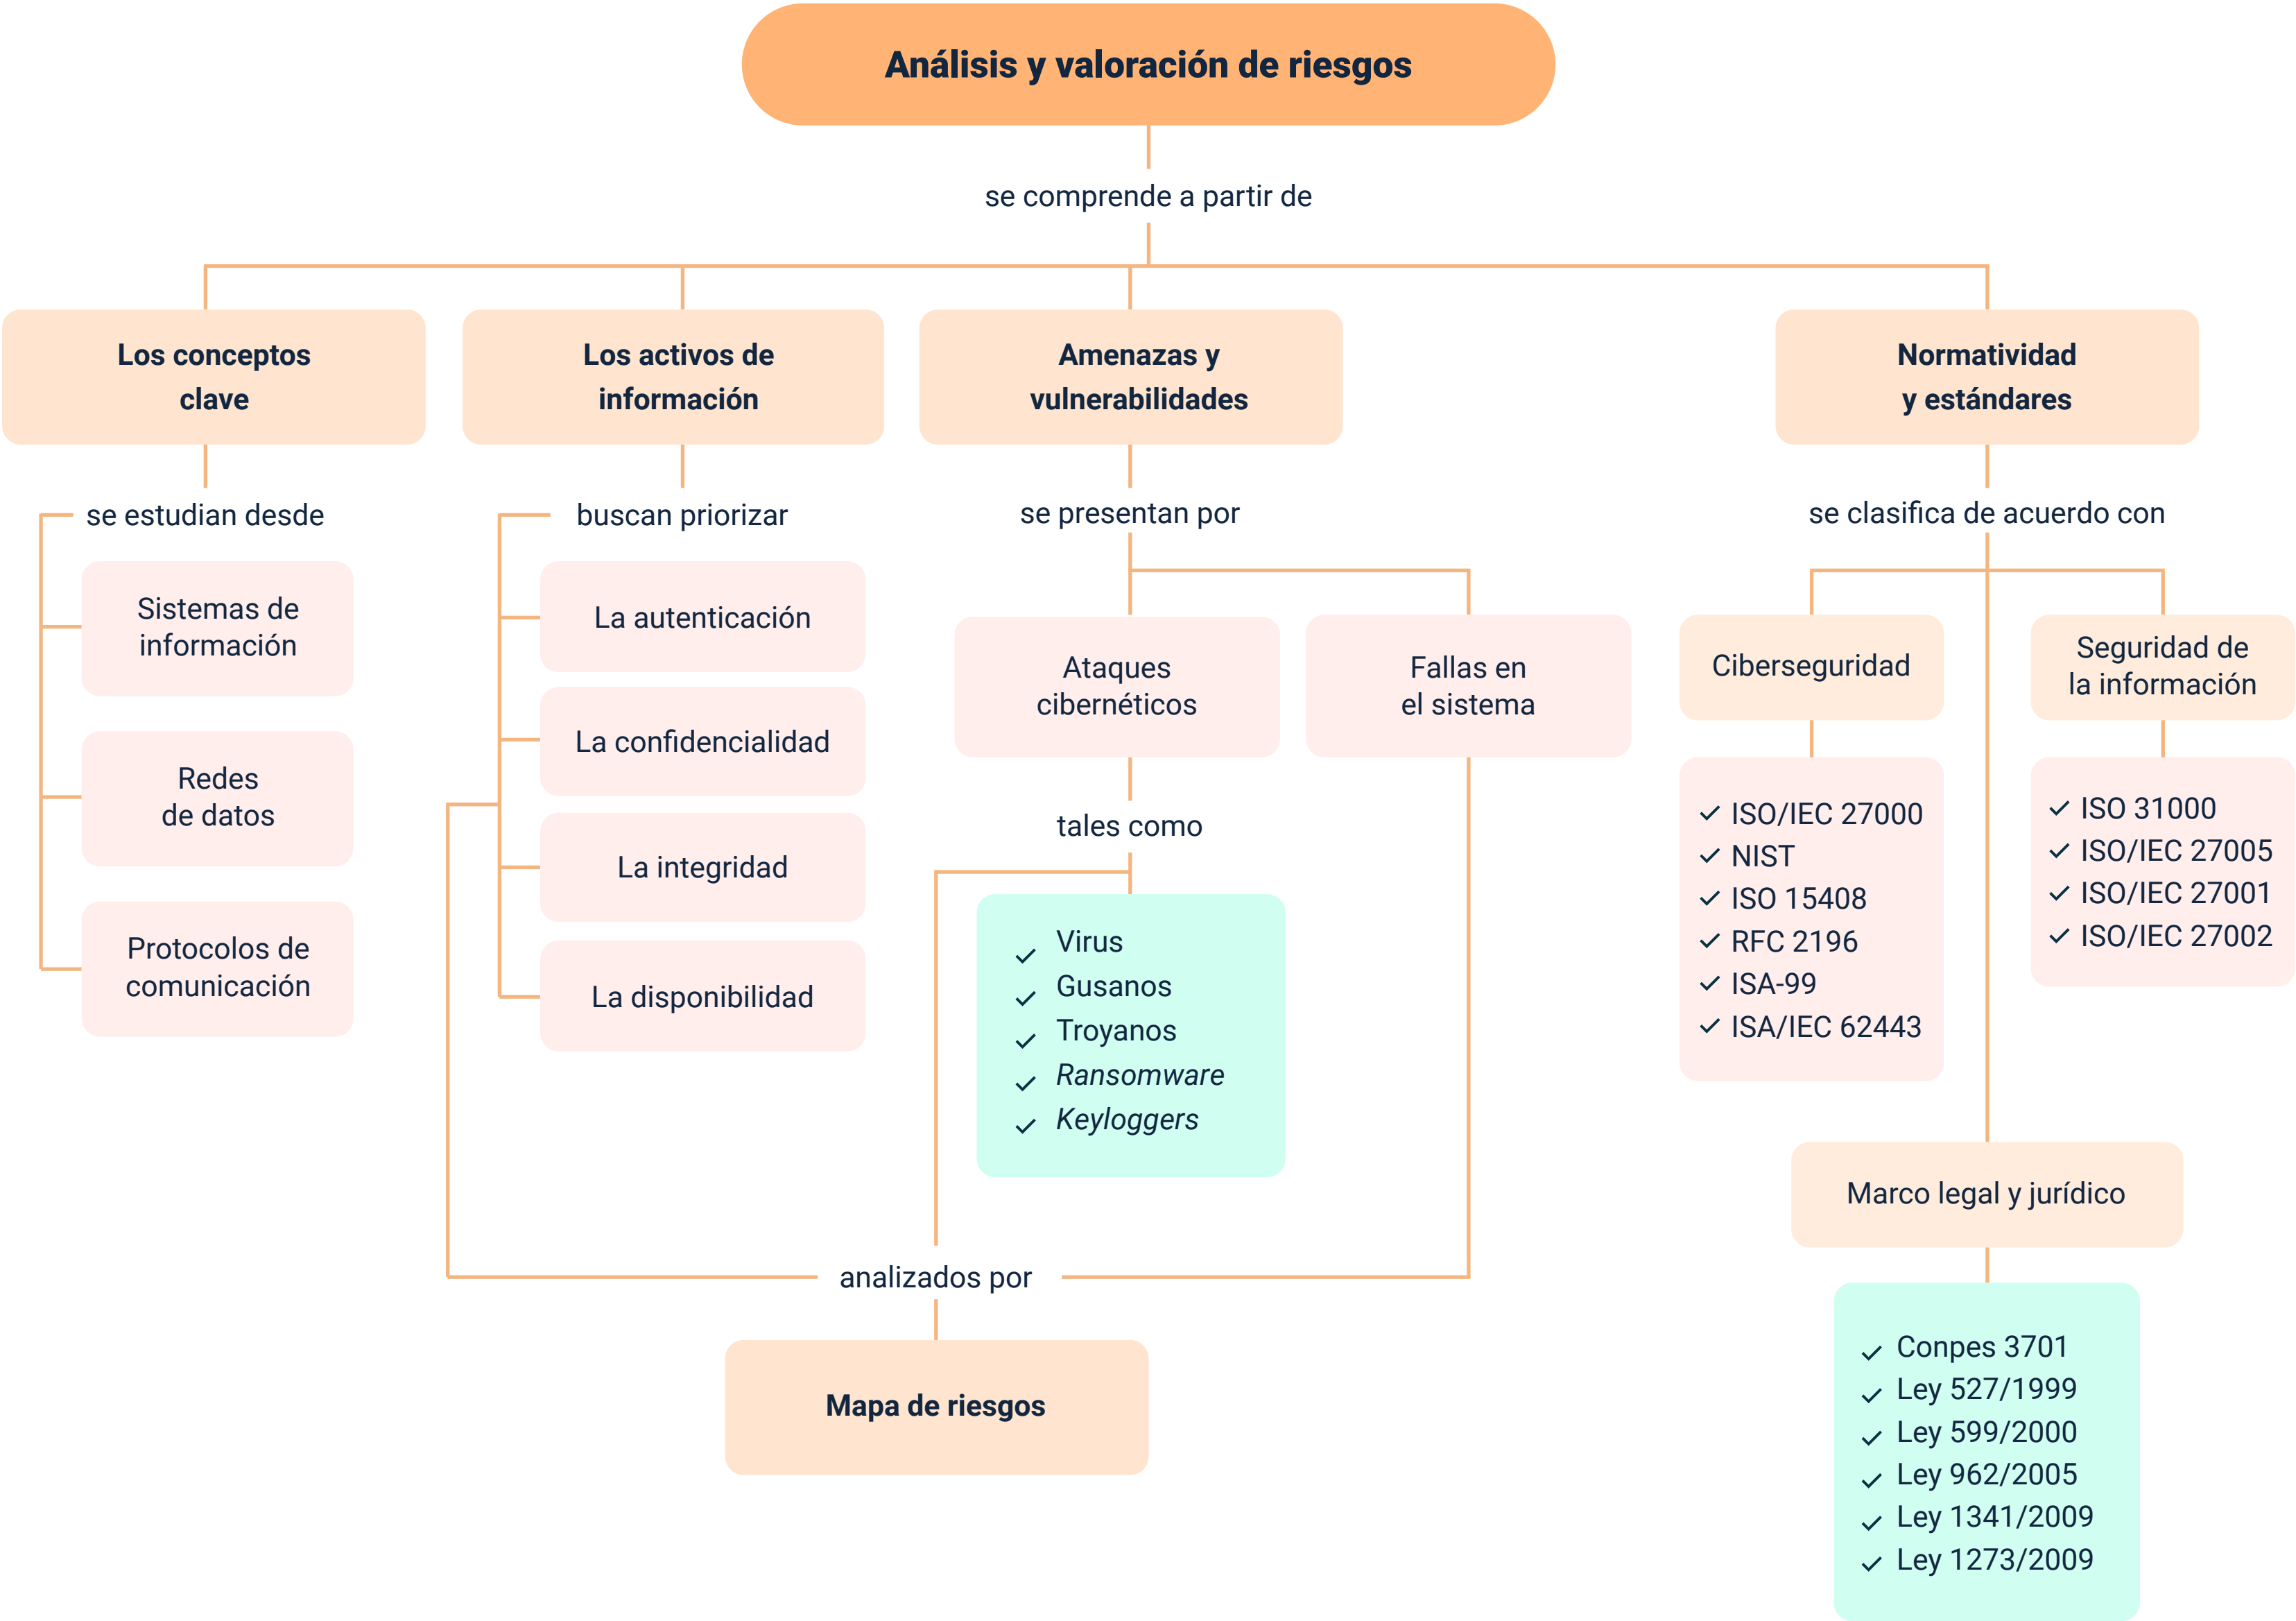 Análisis y valoración de riesgos
se comprende a partir de
Los conceptos
clave
se estudian desde
Sistemas de
información
Redes
de datos
Protocolos de
comunicación
Los activos de
información
buscan priorizar
La autenticación
La confidencialidad
La integridad
La disponibilidad
Amenazas y
vulnerabilidades
se presentan por
Ataques
cibernéticos
tales como
Virus
Gusanos
Troyanos
Ransomware
Keyloggers
Fallas en
el sistema
analizados por
Mapa de riesgos
Normatividad
y estándares
se clasifica de acuerdo con
Ciberseguridad
ISO/IEC 27000
NIST
ISO 15408
RFC 2196
ISA-99
ISA/IEC 62443
Seguridad de
la información
ISO 31000
ISO/IEC 27005
ISO/IEC 27001
ISO/IEC 27002
Marco legal y jurídico
Conpes 3701
Ley 527/1999
Ley 599/2000
Ley 962/2005
Ley 1341/2009
Ley 1273/2009